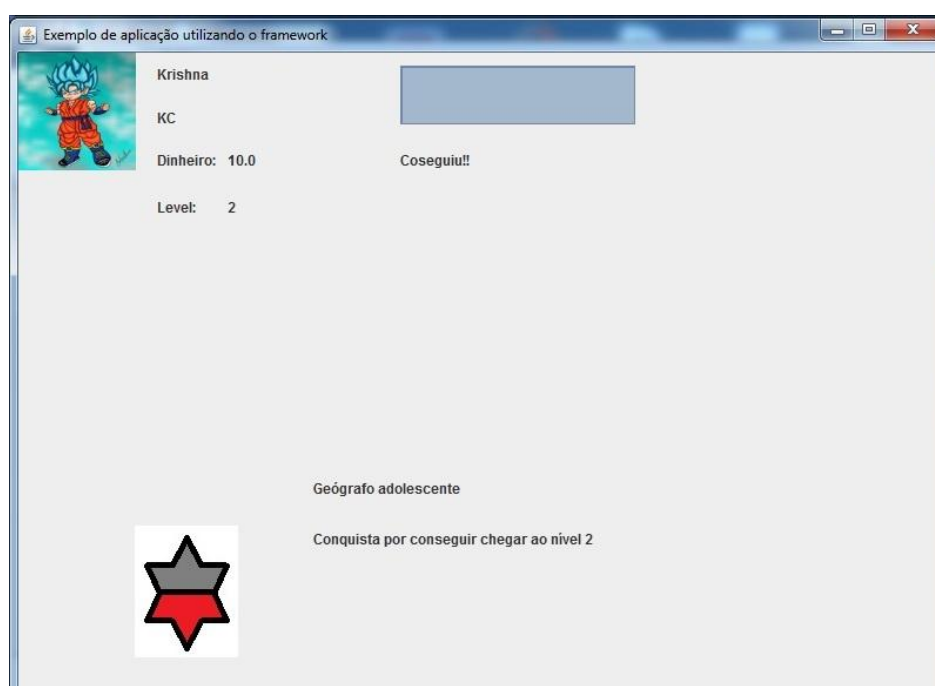 Exemplo de aplicação utilizando o framework
Krishna
KC
Dinheiro: 10.0
Coseguiu!!
Level: 2
Geógrafo adolescente
Conquista por conseguir chegar ao nível 2